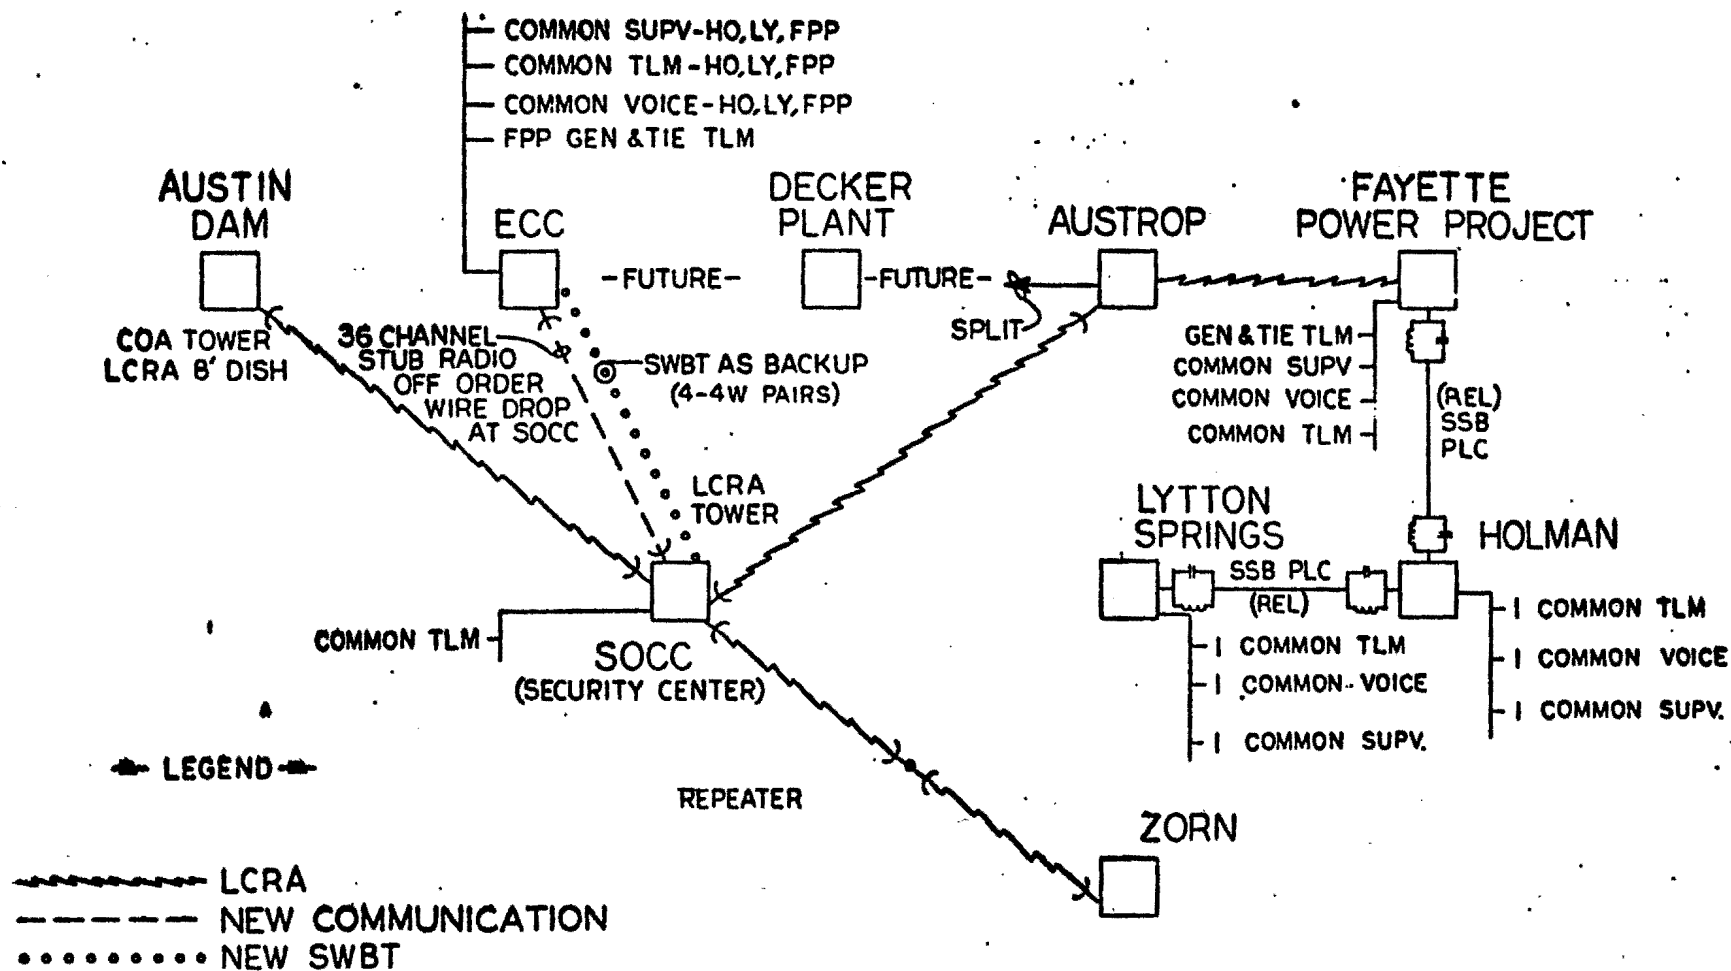 COMMON SUPV-HO,LY,FPP
COMMON TLM-HO,LY,FPP
COMMON VOICE-HO,LY,FPP
FPP GEN & TIE TLM
AUSTIN
DAM
ECC
DECKER
PLANT
AUSTROP
FAYETTE
POWER PROJECT
-FUTURE-
-FUTURE-
SPLIT
COA TOWER
LCRA 8' DISH
36 CHANNEL
STUB RADIO
OFF ORDER
WIRE DROP
AT SOCC
SWBT AS BACKUP
(4-4W PAIRS)
GEN & TIE TLM
COMMON SUPV
COMMON VOICE
COMMON TLM
(REL)
SSB
PLC
LCRA
TOWER
LYTTON
SPRINGS
HOLMAN
SSB PLC
(REL)
COMMON TLM
SOCC
(SECURITY CENTER)
1 COMMON TLM
1 COMMON VOICE
1 COMMON SUPV.
1 COMMON TLM
1 COMMON VOICE
1 COMMON SUPV.
LEGEND
REPEATER
ZORN
LCRA
NEW COMMUNICATION
NEW SWBT